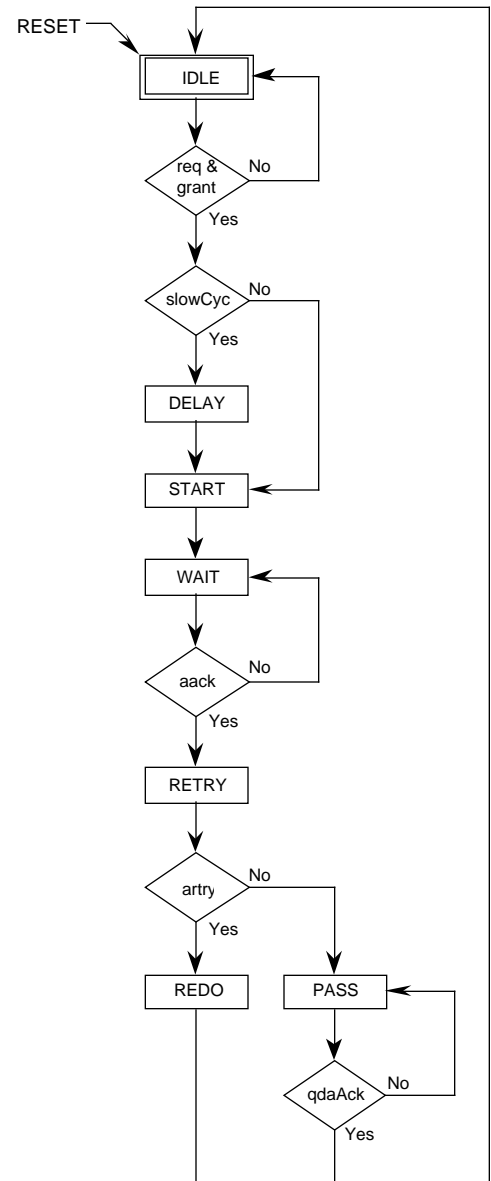 RESET
IDLE
req &
grant
No
Yes
slowCyc
No
Yes
DELAY
START
WAIT
aack
No
Yes
RETRY
artry
No
Yes
REDO
PASS
qdaAck
No
Yes